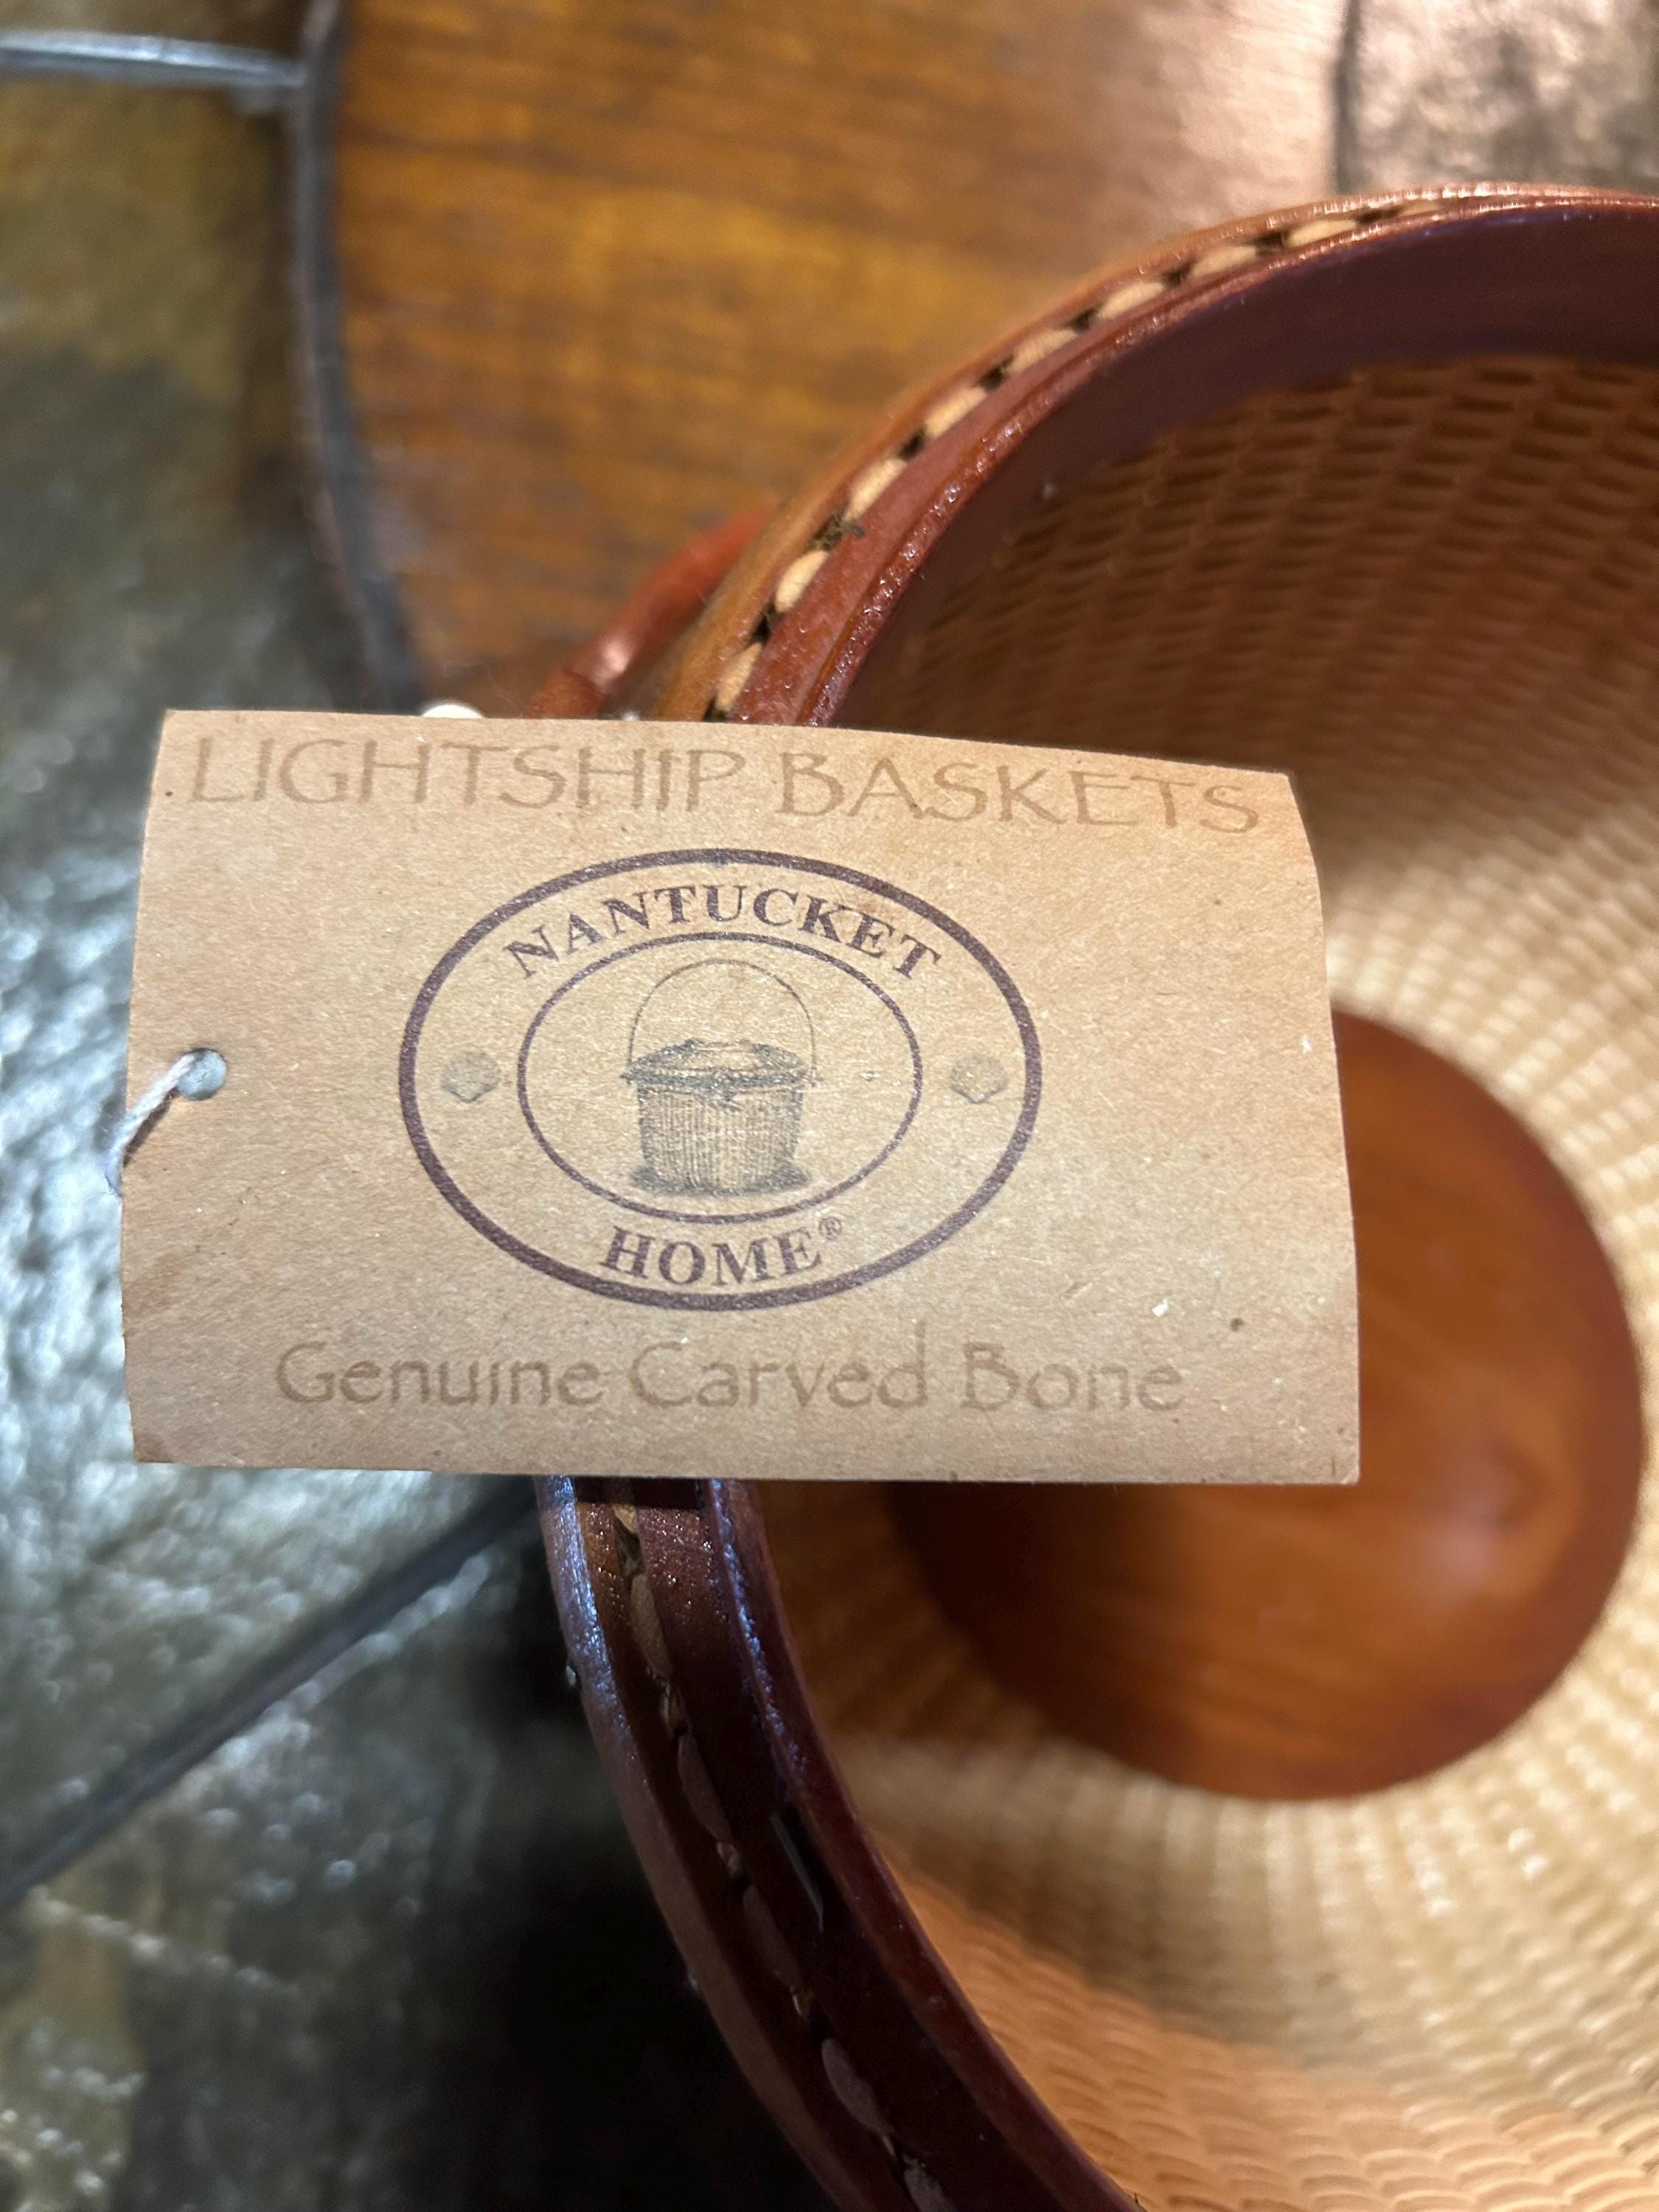 LIGHTSHIP BASKETS
NANTUCKET
HOME®
Genuine Carved Bone